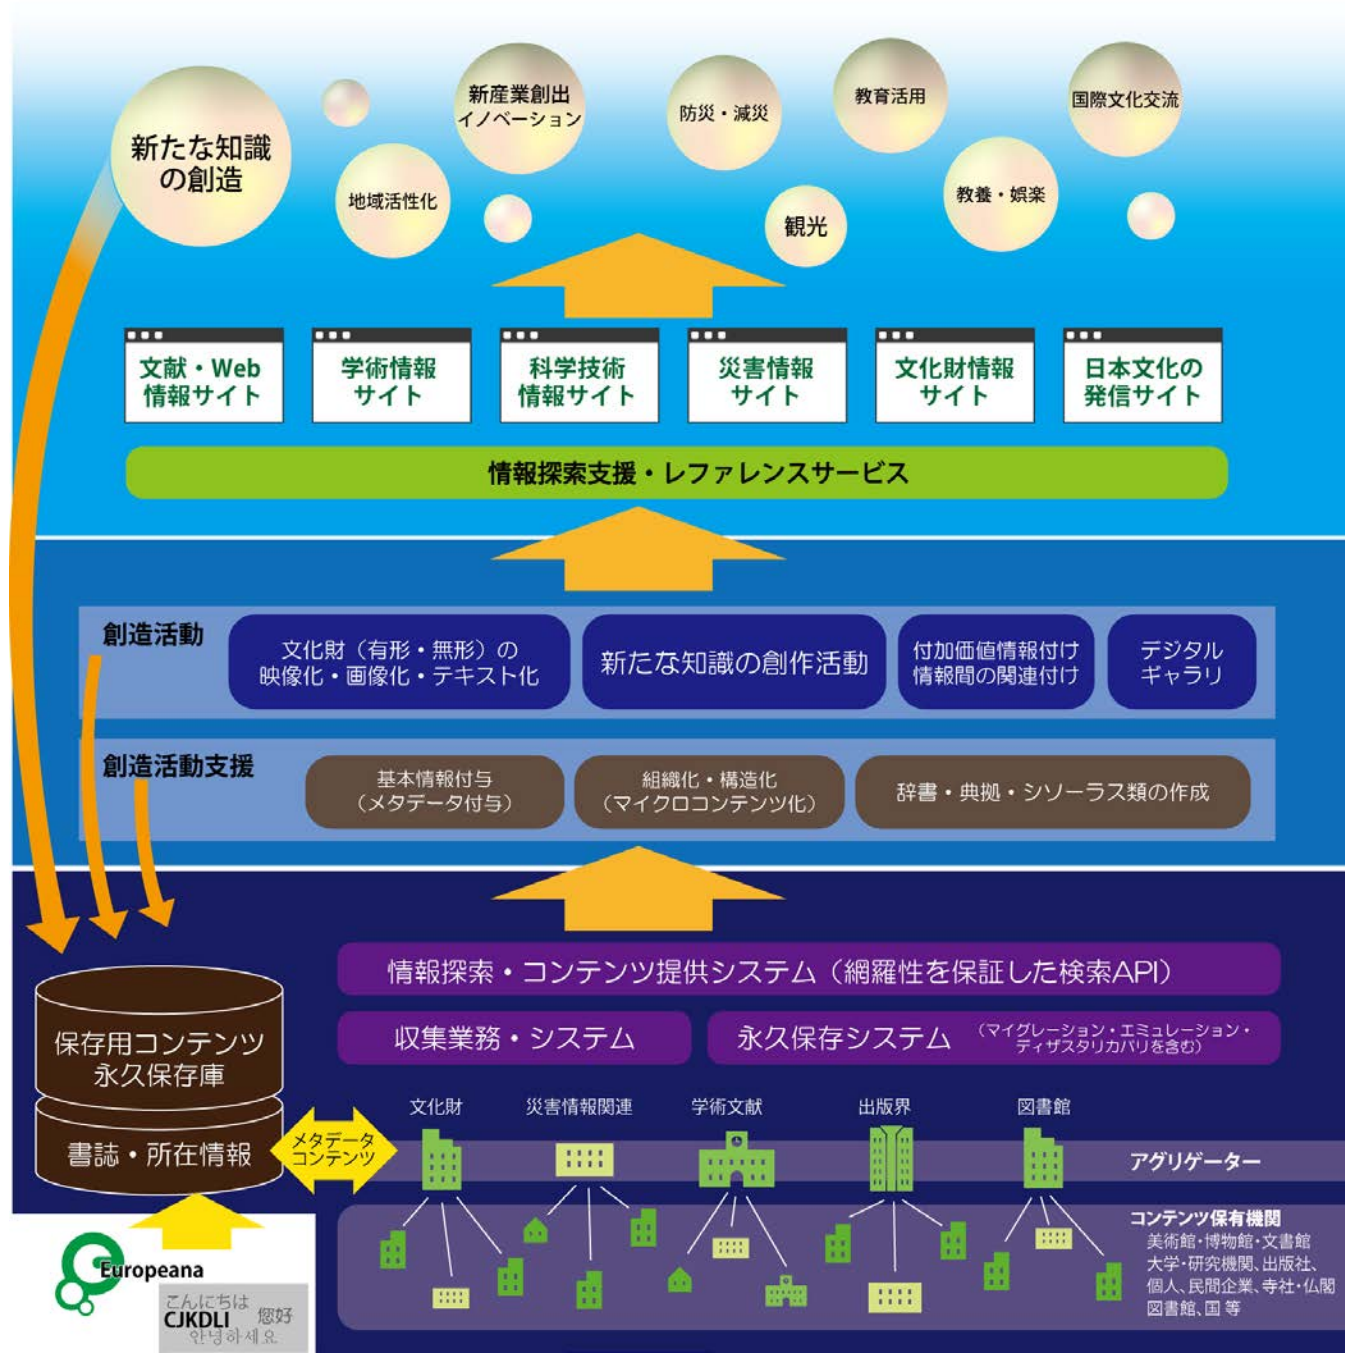 新たな知識
の創造
地域活性化
新産業創出
イノベーション
防災・減災
観光
教育活用
教養・娯楽
国際文化交流
文献・Web
情報サイト
学術情報
サイト
科学技術
情報サイト
災害情報
サイト
文化財情報
サイト
日本文化の
発信サイト
情報探索支援・レファレンスサービス
創造活動
文化財（有形・無形）の
映像化・画像化・テキスト化
新たな知識の創作活動
付加価値情報付け
情報間の関連付け
デジタル
ギャラリ
創造活動支援
基本情報付与
（メタデータ付与）
組織化・構造化
（マイクロコンテンツ化）
辞書・典拠・シソーラス類の作成
情報探索・コンテンツ提供システム（網羅性を保証した検索API）
収集業務・システム
永久保存システム
（マイグレーション・エミュレーション・
ディザスタリカバリを含む）
保存用コンテンツ
永久保存庫
書誌・所在情報
メタデータ
コンテンツ
文化財
災害情報関連
学術文献
出版界
図書館
アグリゲーター
コンテンツ保有機関
美術館・博物館・文書館
大学・研究機関、出版社、
個人、民間企業、寺社・仏閣
図書館、国 等
Europeana
こんにちは
CJKDLI 您好
안녕하세요